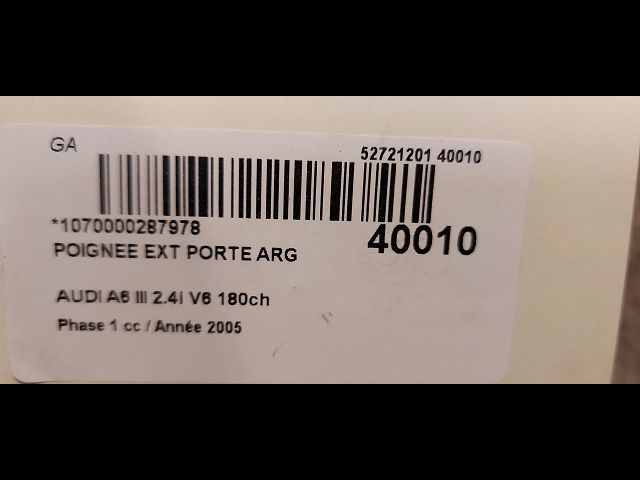 GA
52721201 40010
*1070000287978
40010
POIGNEE EXT PORTE ARG
AUDI A6 III 2.4i V6 180ch
Phase 1 cc / Année 2005